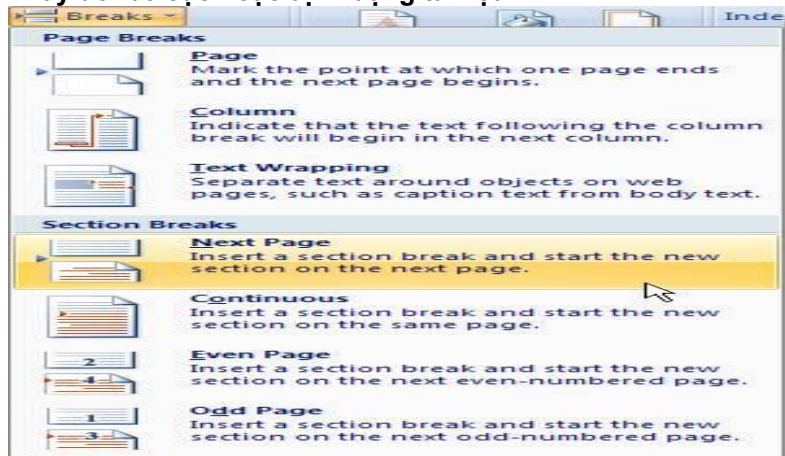 Breaks
Inde
Page Breaks
Page
Mark the point at which one page ends
and the next page begins.
Column
Indicate that the text following the column
break will begin in the next column.
Text Wrapping
Separate text around objects on web
pages, such as caption text from body text.
Section Breaks
Next Page
Insert a section break and start the new
section on the next page.
Continuous
Insert a section break and start the new
section on the same page.
Even Page
Insert a section break and start the new
section on the next even-numbered page.
2
4
Odd Page
Insert a section break and start the new
section on the next odd-numbered page.
1
3